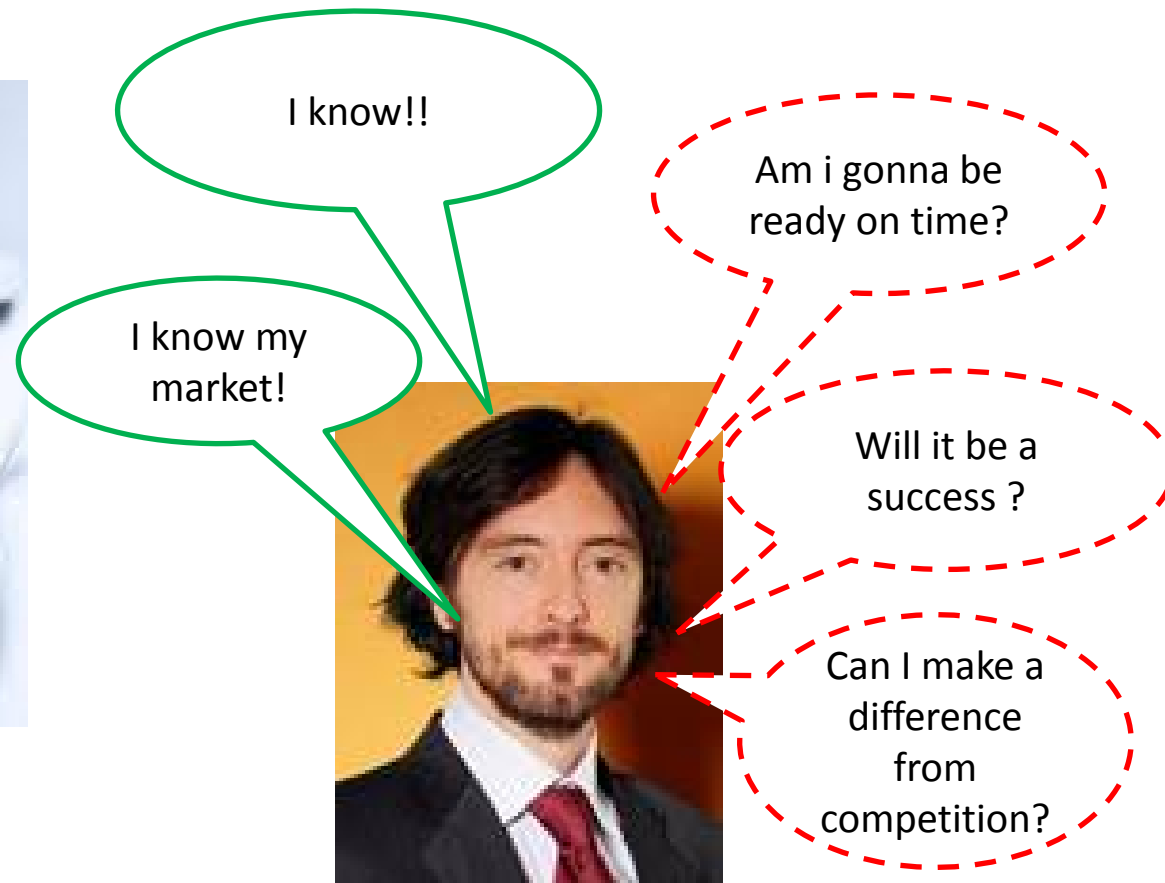 I know!!
Am i gonna be
ready on time?
I know my
market!
Will it be a
success ?
Can I make a
difference
from
competition?